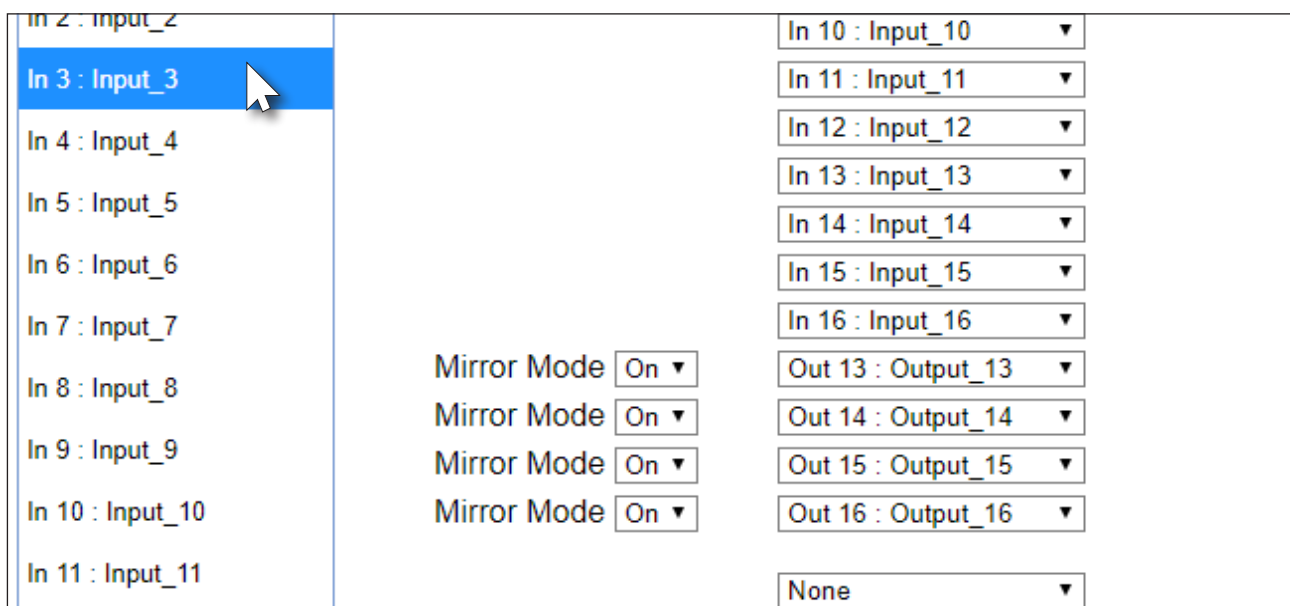 In 2 : Input_2
In 3 : Input_3
In 4 : Input_4
In 5 : Input_5
In 6 : Input_6
In 7 : Input_7
In 8 : Input_8
In 9 : Input_9
In 10 : Input_10
In 11 : Input_11
In 10 : Input_10
In 11 : Input_11
In 12 : Input_12
In 13 : Input_13
In 14 : Input_14
In 15 : Input_15
In 16 : Input_16
Mirror Mode On Out 13 : Output_13
Mirror Mode On Out 14 : Output_14
Mirror Mode On Out 15 : Output_15
Mirror Mode On Out 16 : Output_16
None